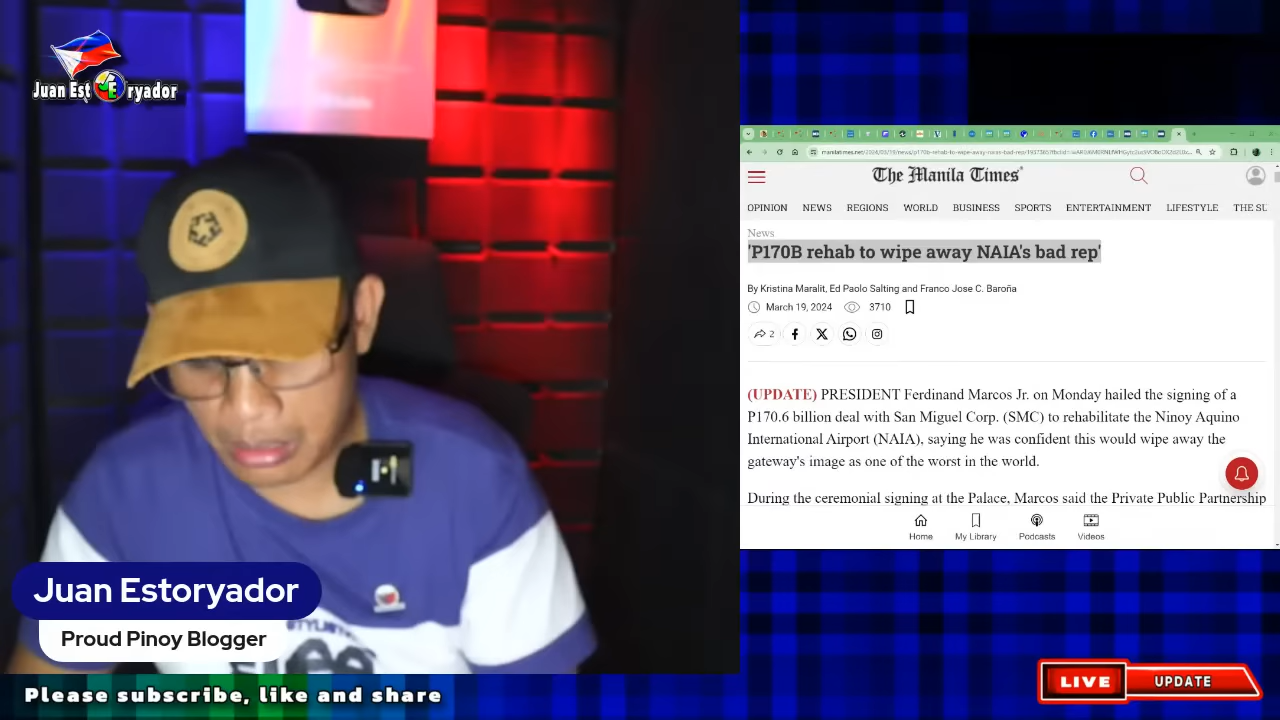 Juan Est ryador
Juan Estoryador
Proud Pinoy Blogger
Please subscribe, like and share
The Manila Times
OPINION NEWS REGIONS WORLD BUSINESS SPORTS ENTERTAINMENT LIFESTYLE THE SU
News
'P170B rehab to wipe away NAIA's bad rep'
By Kristina Maralit, Ed Paolo Salting and Franco Jose C. Baroña
March 19, 2024 3710
2
(UPDATE) PRESIDENT Ferdinand Marcos Jr. on Monday hailed the signing of a
P170.6 billion deal with San Miguel Corp. (SMC) to rehabilitate the Ninoy Aquino
International Airport (NAIA), saying he was confident this would wipe away the
gateway's image as one of the worst in the world.
During the ceremonial signing at the Palace, Marcos said the Private Public Partnership
Home My Library Podcasts Videos
LIVE UPDATE